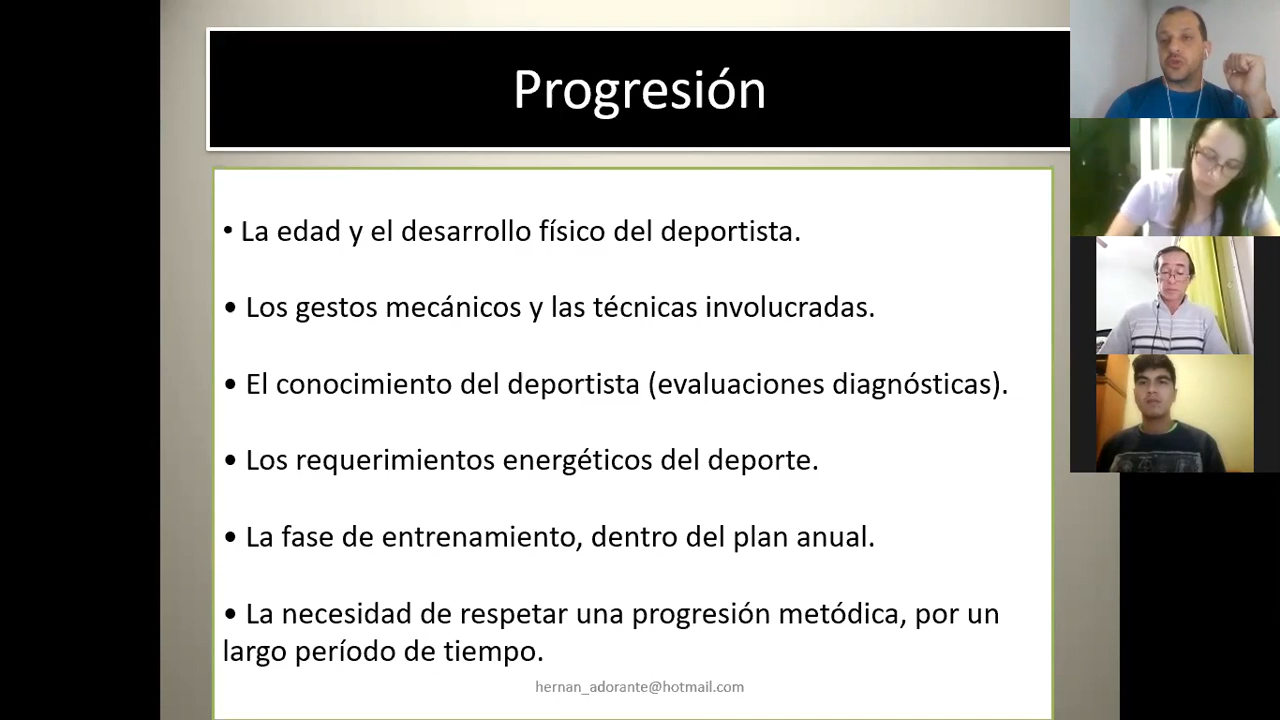 Progresión
• La edad y el desarrollo físico del deportista.
• Los gestos mecánicos y las técnicas involucradas.
• El conocimiento del deportista (evaluaciones diagnósticas).
• Los requerimientos energéticos del deporte.
• La fase de entrenamiento, dentro del plan anual.
• La necesidad de respetar una progresión metódica, por un
largo período de tiempo.
hernan_adorante@hotmail.com